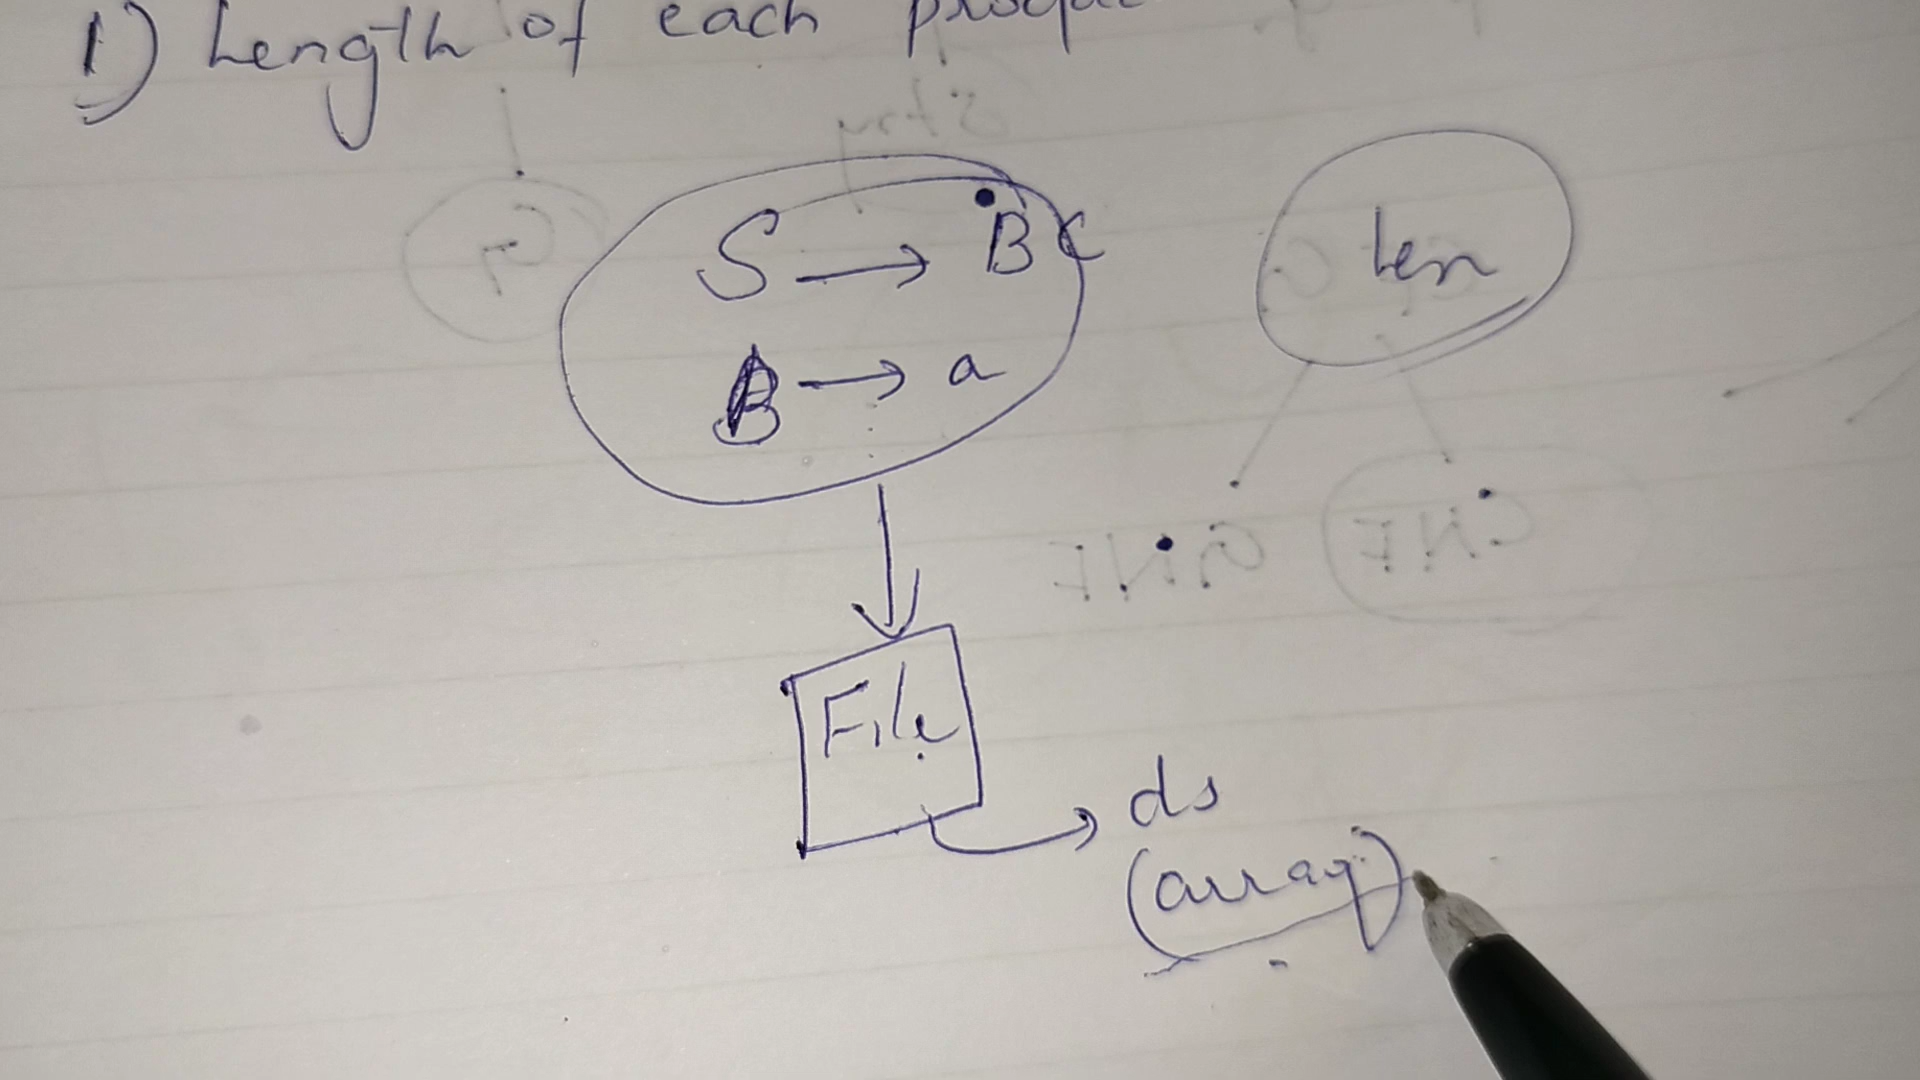 1) Length of each
S → BC
B → a
len
File
ds
(array)